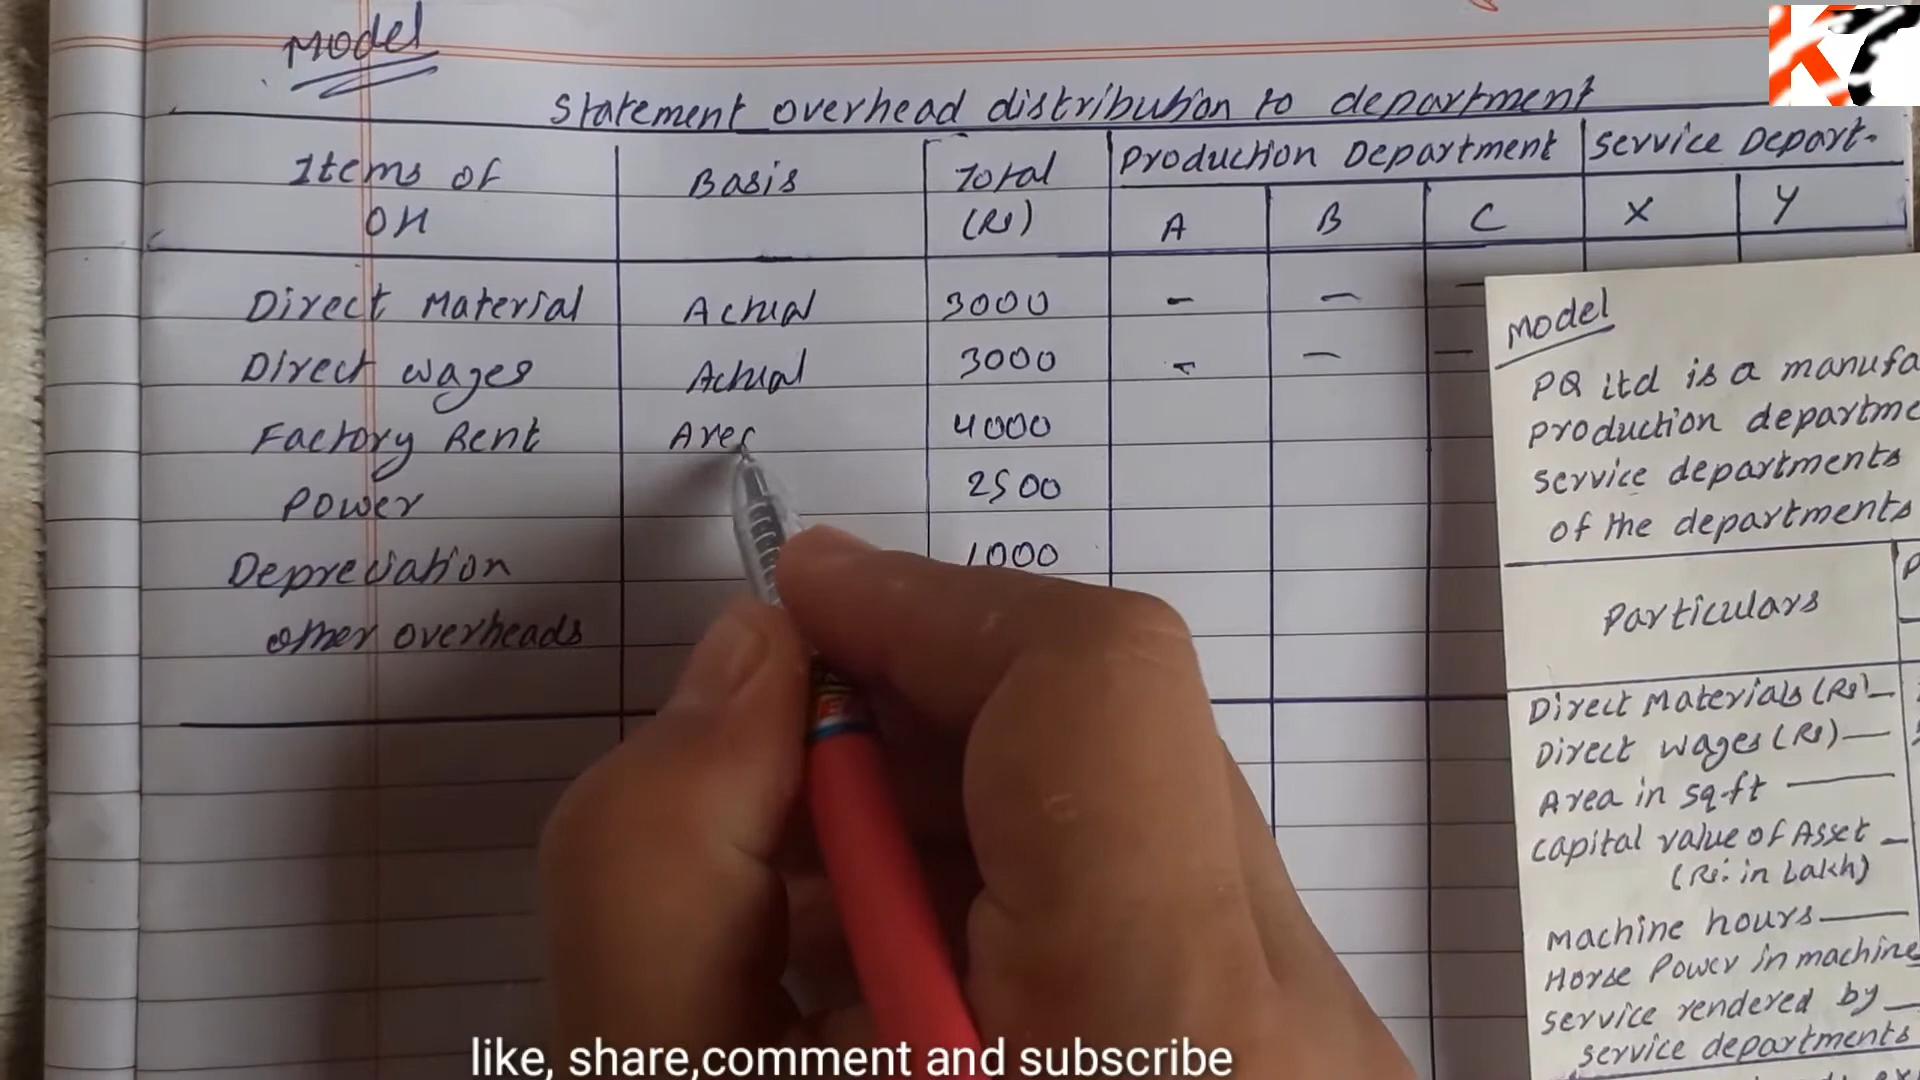 Model
Statement overhead distribution to department
Items of OH
Basis
Total (Rs)
Production Department
Service Depart-
A
B
C
X
Y
Direct Material Actual 3000 - - -
Direct wages Actual 3000 - - -
Factory Rent Area 4000
Power 2500
Depreciation 1000
other overheads
Model
PQ ltd is a manufa
production departme
service departments
of the departments
Particulars
P
Direct Materials (Rs)—
Direct wages (Rs)—
Area in sq.ft —
capital value of Asset —
(Rs: in Lakh)
Machine hours —
Horse Power in machine
service rendered by —
service departments
like, share,comment and subscribe